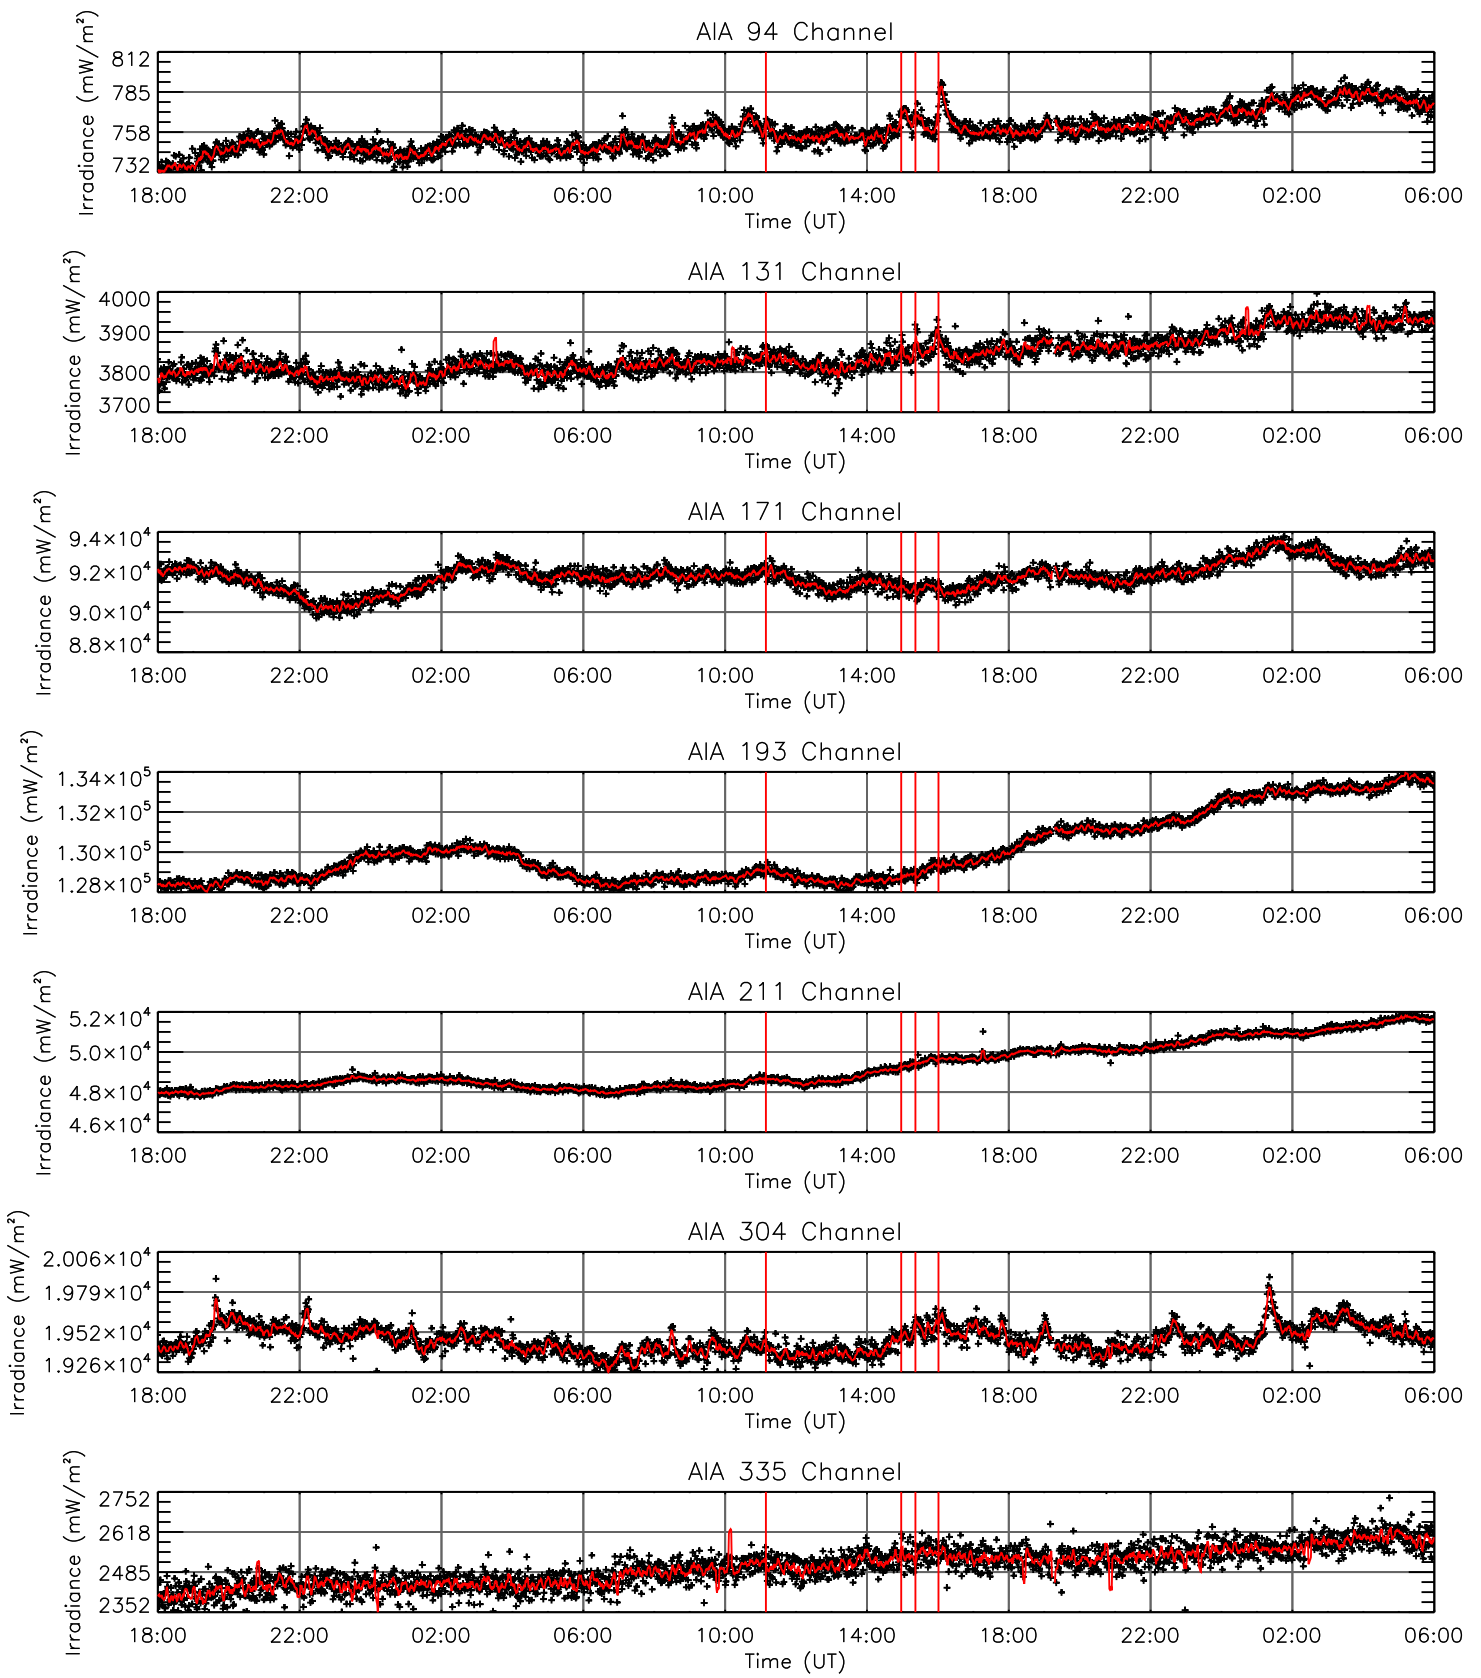 AIA 94 Channel
Irradiance (mW/m²)
812
785
758
732
18:00 22:00 02:00 06:00 10:00 14:00 18:00 22:00 02:00 06:00
Time (UT)
AIA 131 Channel
Irradiance (mW/m²)
4000
3900
3800
3700
18:00 22:00 02:00 06:00 10:00 14:00 18:00 22:00 02:00 06:00
Time (UT)
AIA 171 Channel
Irradiance (mW/m²)
9.4×10⁴
9.2×10⁴
9.0×10⁴
8.8×10⁴
18:00 22:00 02:00 06:00 10:00 14:00 18:00 22:00 02:00 06:00
Time (UT)
AIA 193 Channel
Irradiance (mW/m²)
1.34×10⁵
1.32×10⁵
1.30×10⁵
1.28×10⁵
18:00 22:00 02:00 06:00 10:00 14:00 18:00 22:00 02:00 06:00
Time (UT)
AIA 211 Channel
Irradiance (mW/m²)
5.2×10⁴
5.0×10⁴
4.8×10⁴
4.6×10⁴
18:00 22:00 02:00 06:00 10:00 14:00 18:00 22:00 02:00 06:00
Time (UT)
AIA 304 Channel
Irradiance (mW/m²)
2.006×10⁴
1.979×10⁴
1.952×10⁴
1.926×10⁴
18:00 22:00 02:00 06:00 10:00 14:00 18:00 22:00 02:00 06:00
Time (UT)
AIA 335 Channel
Irradiance (mW/m²)
2752
2618
2485
2352
18:00 22:00 02:00 06:00 10:00 14:00 18:00 22:00 02:00 06:00
Time (UT)